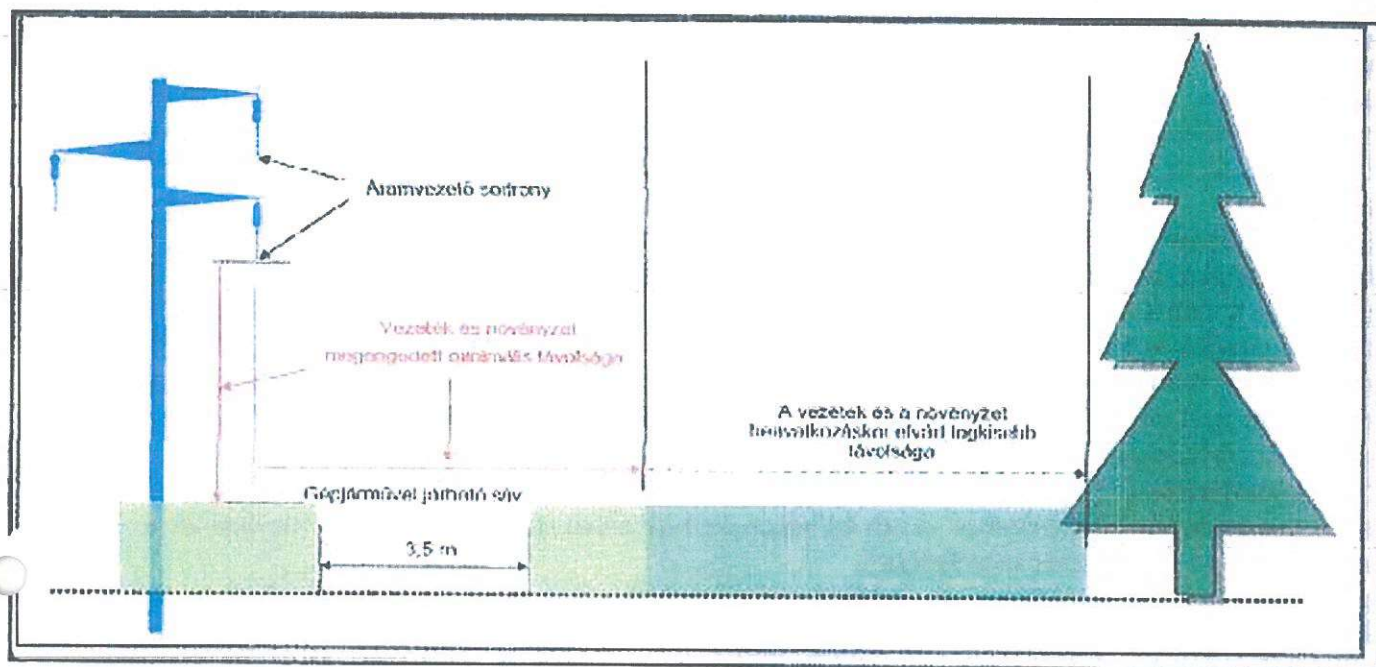 Áramvezető sodrony
Vezeték és növényzet
megengedett minimális távolsága
A vezeték és a növényzet
beavatkozáskor elvárt legkisebb
távolsága
Gépjárművel járható sáv
3,5 m